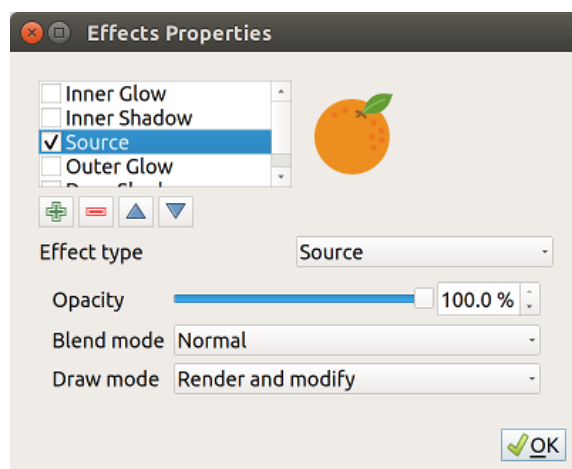 Effects Properties
Inner Glow
Inner Shadow
Source
Outer Glow
Effect type Source
Opacity 100.0 %
Blend mode Normal
Draw mode Render and modify
OK